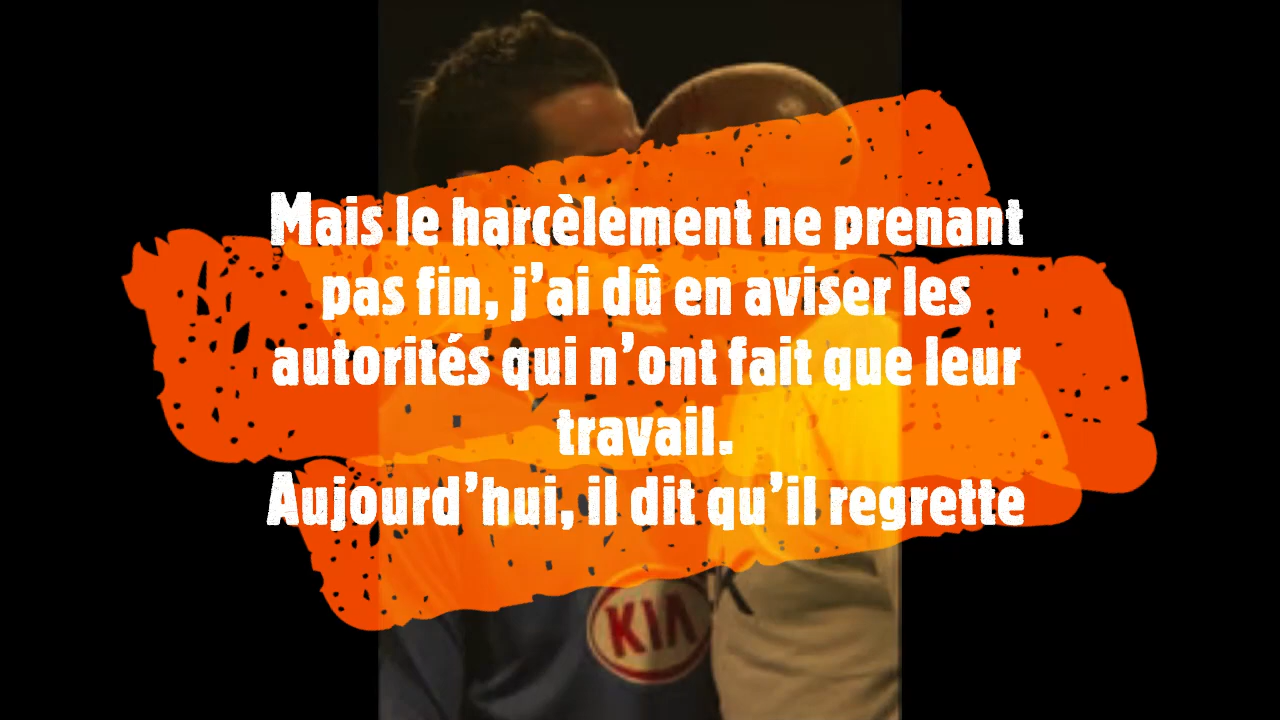 Mais le harcèlement ne prenant
pas fin, j’ai dû en aviser les
autorités qui n’ont fait que leur
travail.
Aujourd’hui, il dit qu’il regrette
KIA